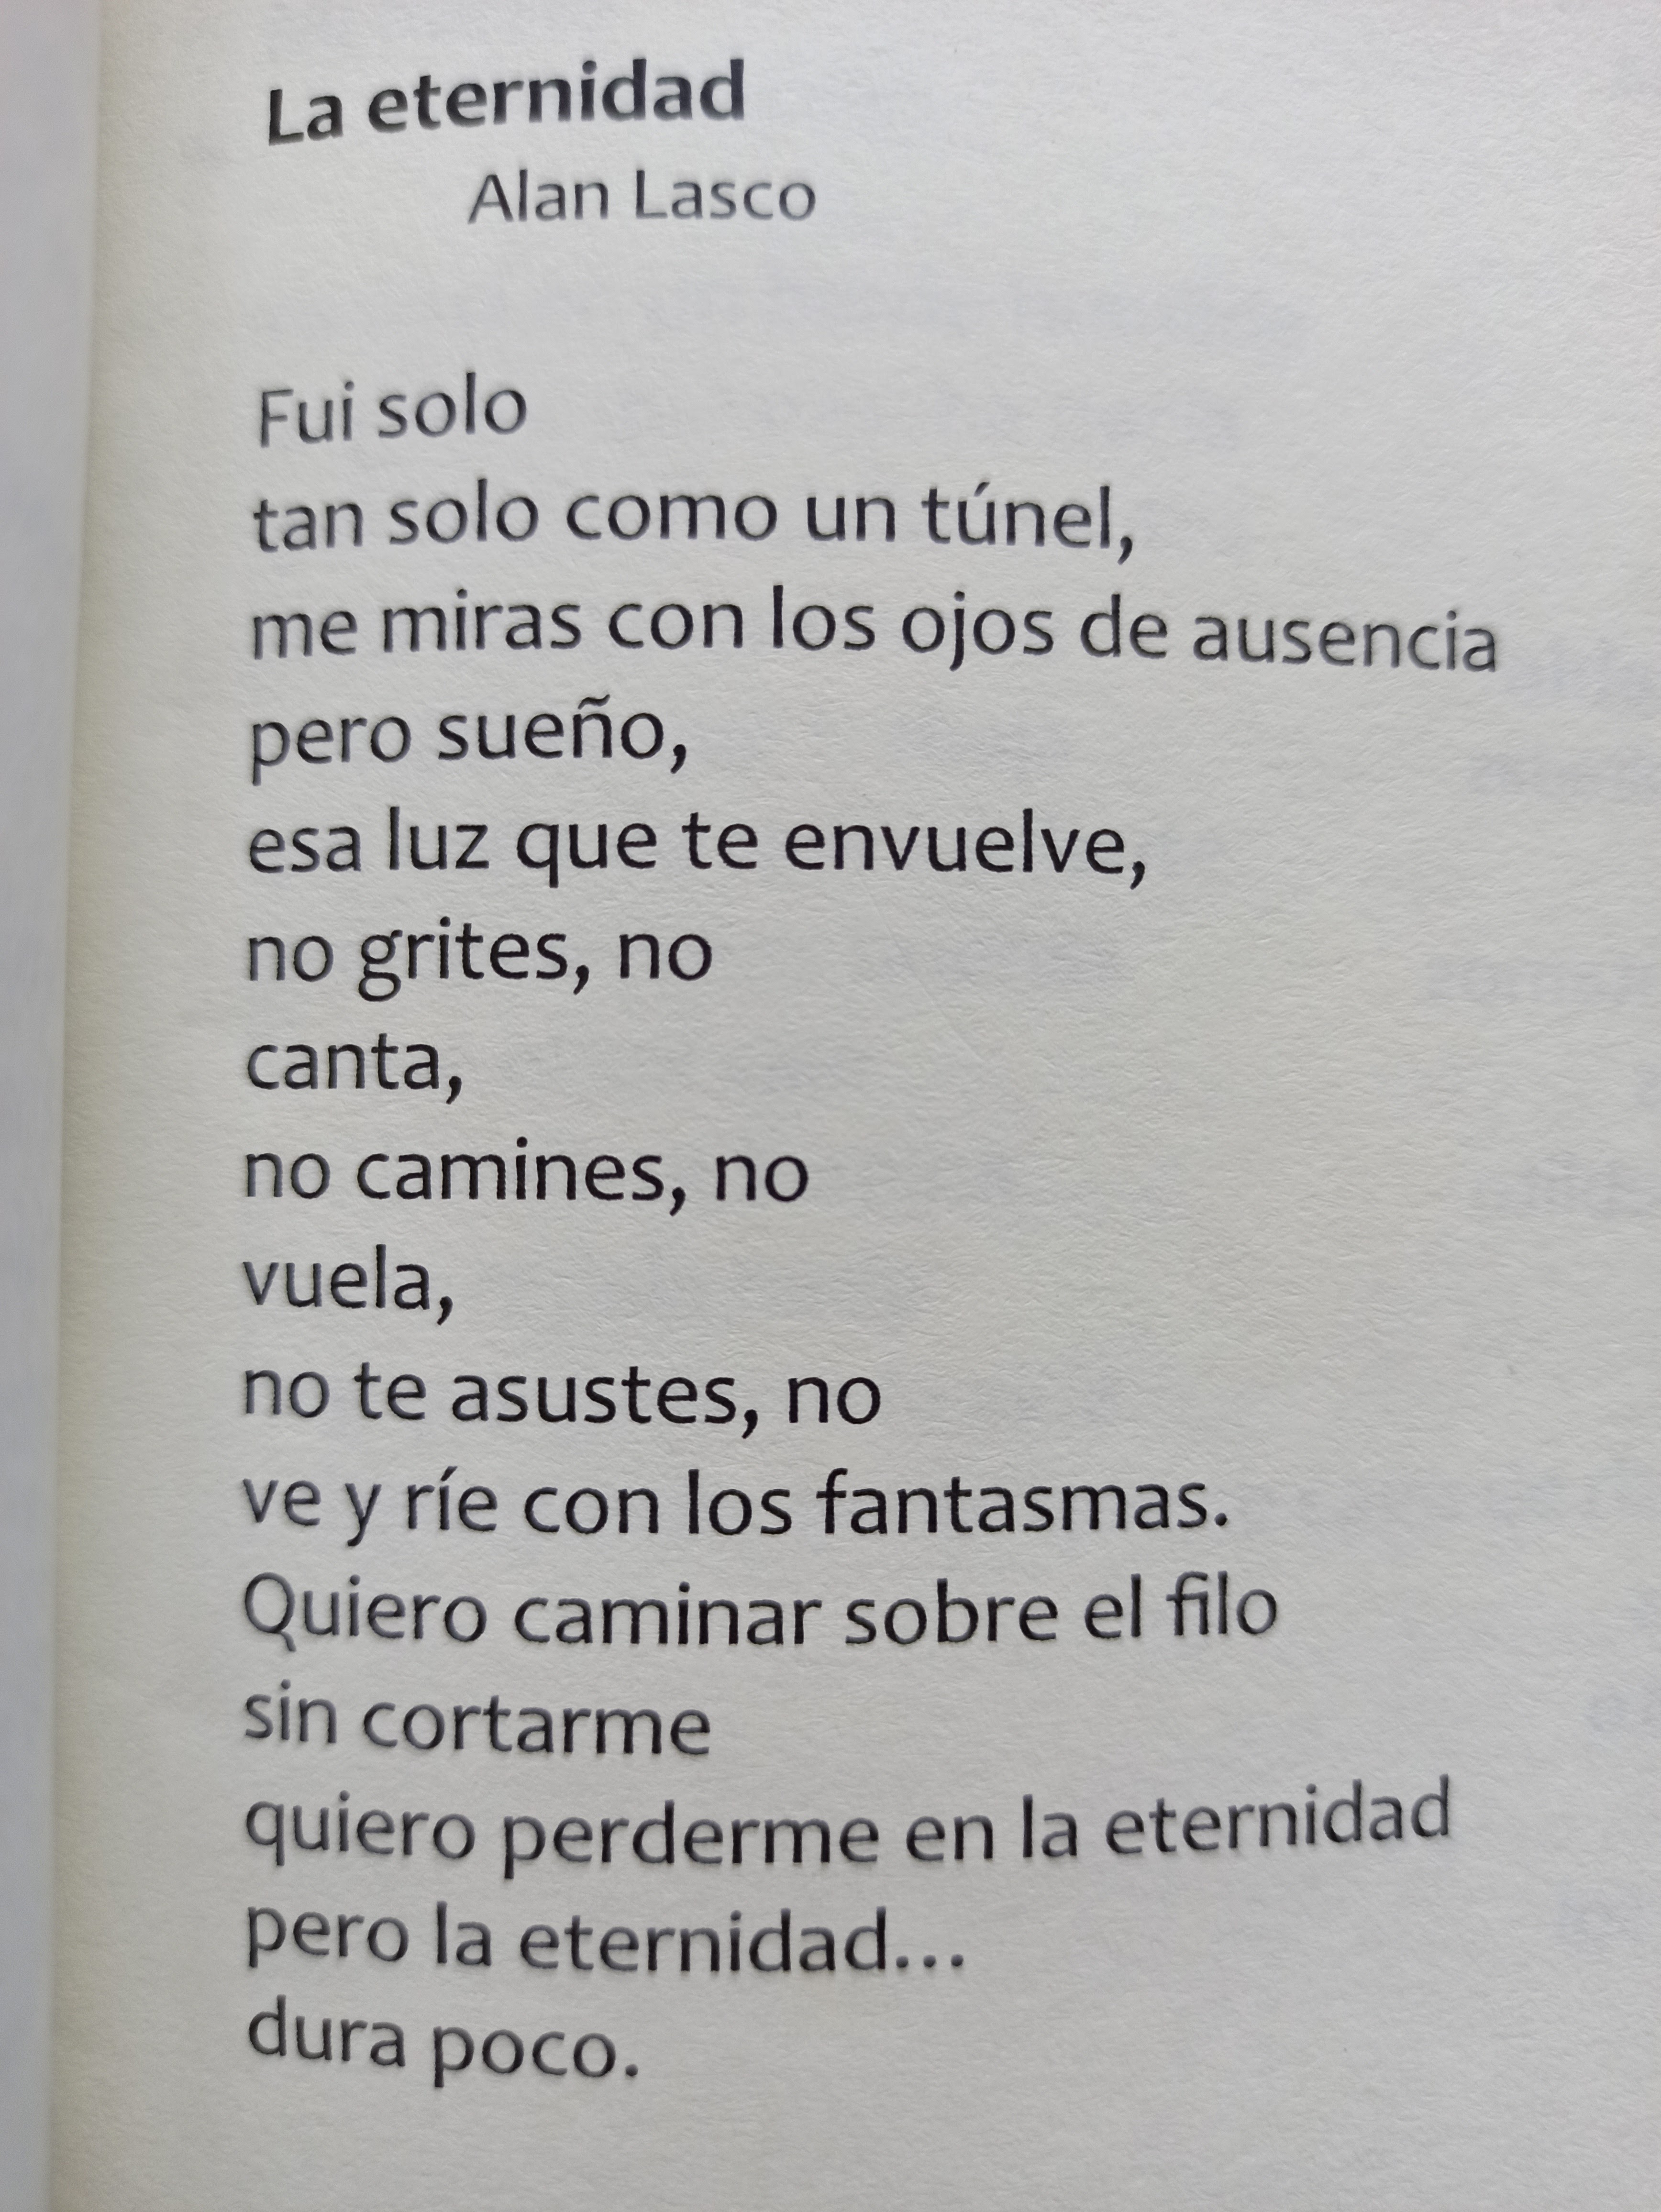 La eternidad
Alan Lasco
Fui solo
tan solo como un túnel,
me miras con los ojos de ausencia
pero sueño,
esa luz que te envuelve,
no grites, no
canta,
no camines, no
vuela,
no te asustes, no
ve y ríe con los fantasmas.
Quiero caminar sobre el filo
sin cortarme
quiero perderme en la eternidad
pero la eternidad...
dura poco.